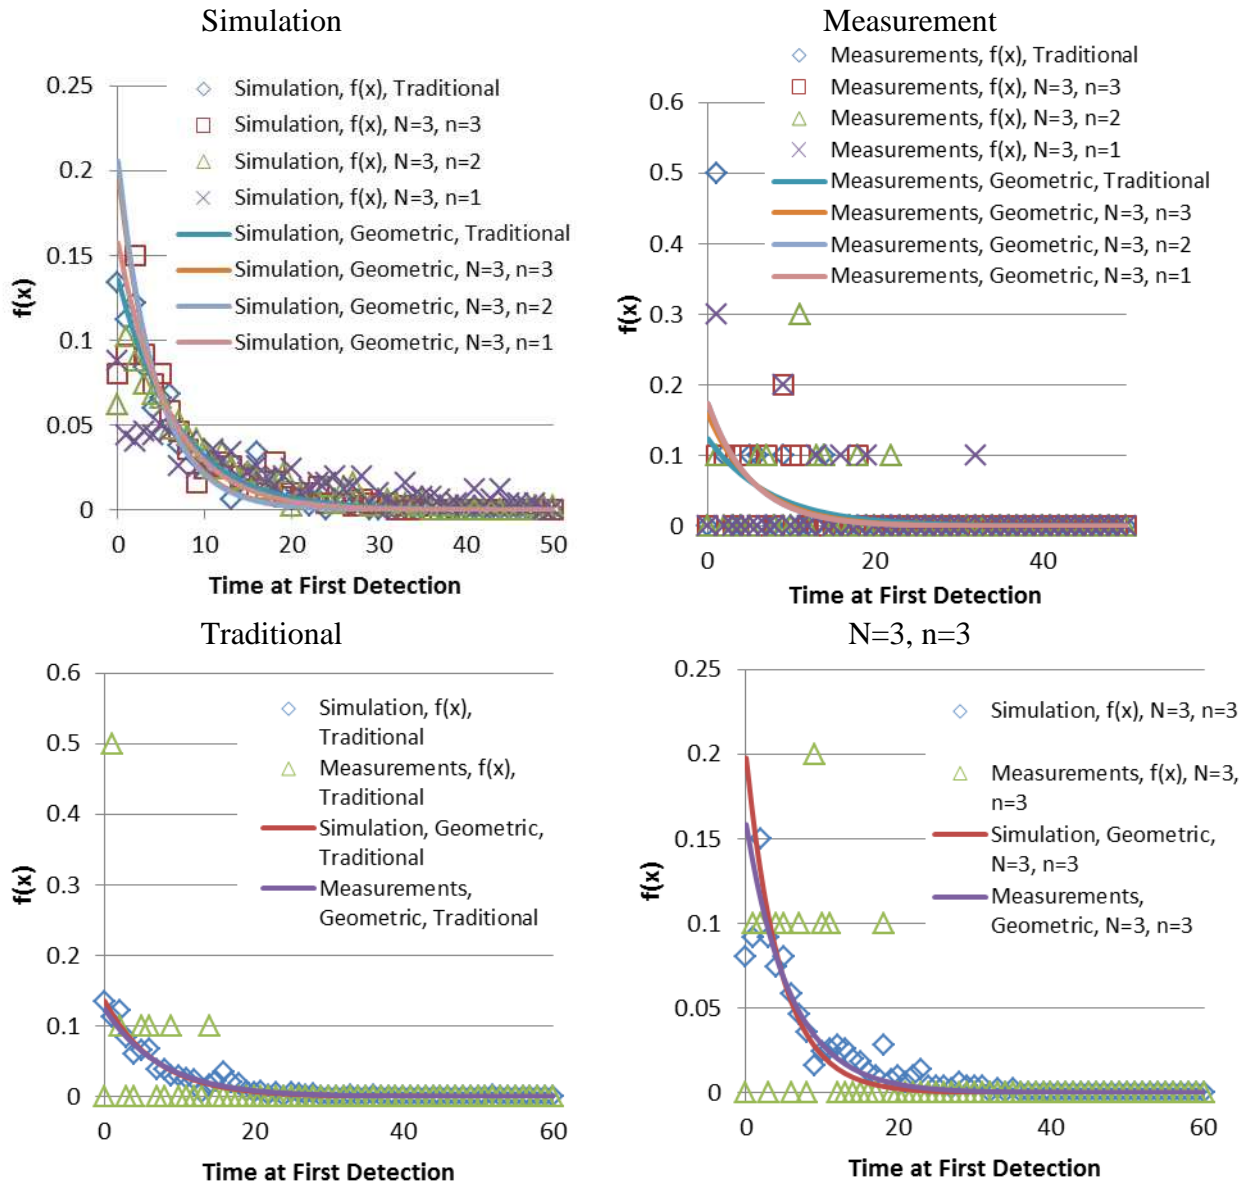 Simulation
0.25
0.2
0.15
0.1
0.05
0
f(x)
Simulation, f(x), Traditional
Simulation, f(x), N=3, n=3
Simulation, f(x), N=3, n=2
Simulation, f(x), N=3, n=1
Simulation, Geometric, Traditional
Simulation, Geometric, N=3, n=3
Simulation, Geometric, N=3, n=2
Simulation, Geometric, N=3, n=1
0 10 20 30 40 50
Time at First Detection
Measurement
Measurements, f(x), Traditional
Measurements, f(x), N=3, n=3
Measurements, f(x), N=3, n=2
Measurements, f(x), N=3, n=1
Measurements, Geometric, Traditional
Measurements, Geometric, N=3, n=3
Measurements, Geometric, N=3, n=2
Measurements, Geometric, N=3, n=1
0.6
0.5
0.4
0.3
0.2
0.1
0
f(x)
0 20 40
Time at First Detection
Traditional
0.6
0.5
0.4
0.3
0.2
0.1
0
f(x)
Simulation, f(x),
Traditional
Measurements, f(x),
Traditional
Simulation, Geometric,
Traditional
Measurements,
Geometric, Traditional
0 20 40 60
Time at First Detection
N=3, n=3
0.25
0.2
0.15
0.1
0.05
0
f(x)
Simulation, f(x), N=3, n=3
Measurements, f(x), N=3,
n=3
Simulation, Geometric,
N=3, n=3
Measurements,
Geometric, N=3, n=3
0 20 40 60
Time at First Detection